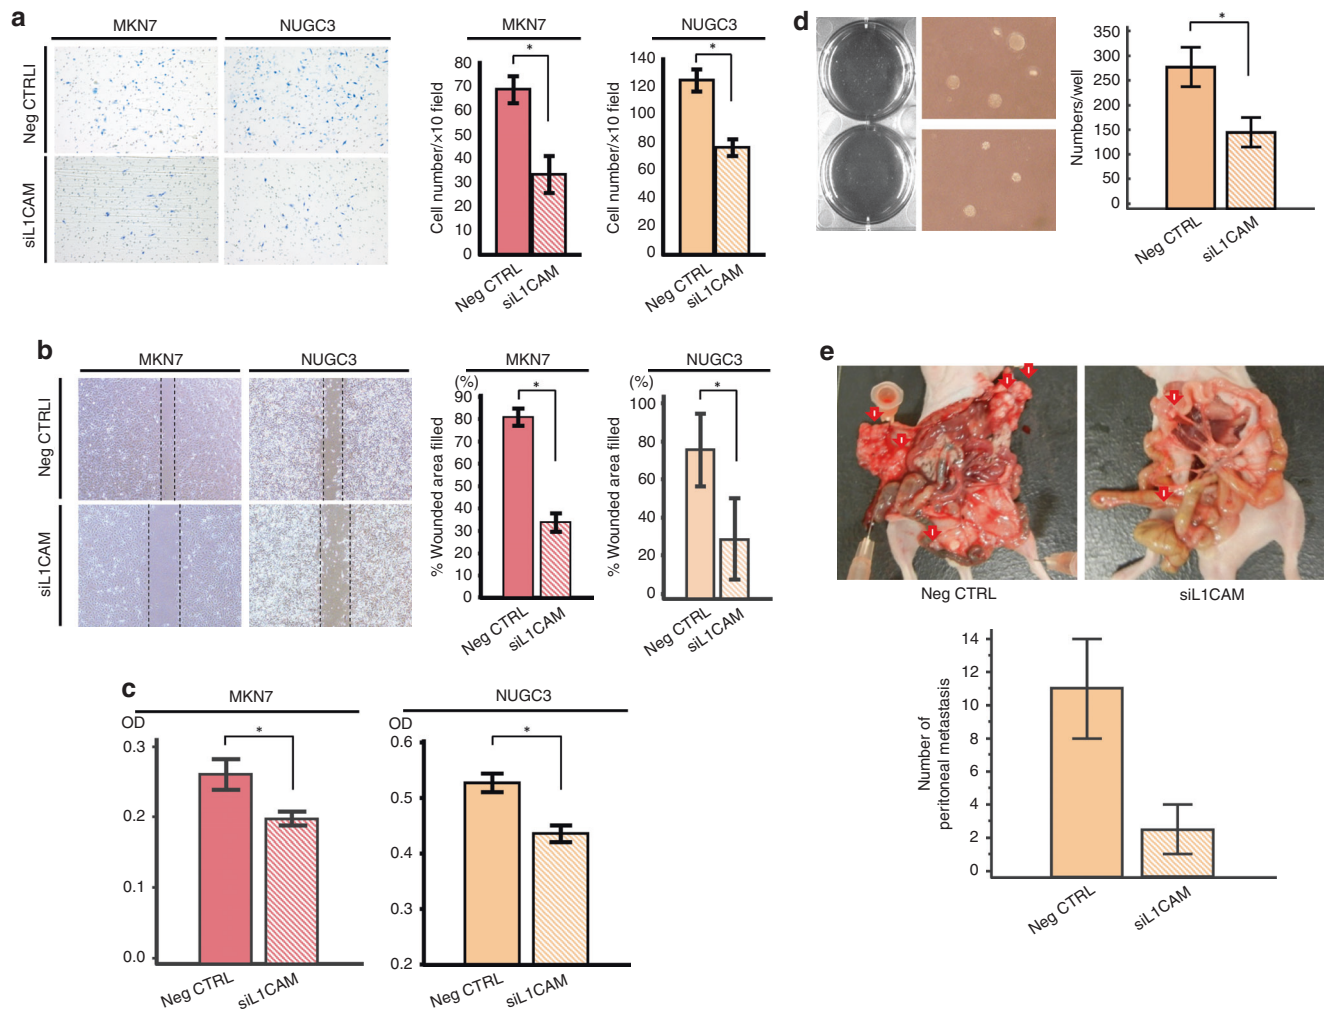 a
MKN7
NUGC3
Neg CTRLI
siL1CAM
MKN7
*
Cell number/×10 field
80
70
60
50
40
30
20
10
0
Neg CTRL
siL1CAM
NUGC3
*
Cell number/×10 field
140
120
100
80
60
40
20
0
Neg CTRL
siL1CAM
b
MKN7
NUGC3
Neg CTRLI
siL1CAM
MKN7
(%)
*
% Wounded area filled
90
80
70
60
50
40
30
20
10
0
Neg CTRL
siL1CAM
NUGC3
(%)
*
% Wounded area filled
100
80
60
40
20
0
Neg CTRL
siL1CAM
c
MKN7
OD
*
0.3
0.2
0.1
0.0
Neg CTRL
siL1CAM
NUGC3
OD
*
0.6
0.5
0.4
0.3
0.2
Neg CTRL
siL1CAM
d
*
Numbers/well
350
300
250
200
150
100
50
0
Neg CTRL
siL1CAM
e
Neg CTRL
siL1CAM
Number of
peritoneal metastasis
14
12
10
8
6
4
2
0
Neg CTRL
siL1CAM